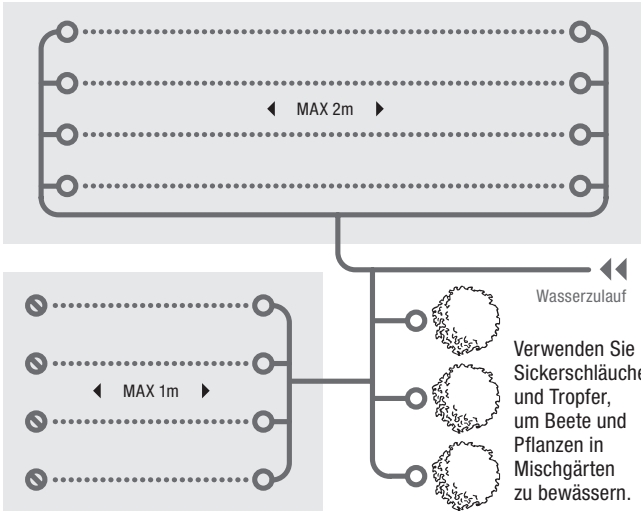 MAX 2m
Wasserzulauf
MAX 1m
Verwenden Sie
Sickerschläuche
und Tropfer,
um Beete und
Pflanzen in
Mischgärten
zu bewässern.